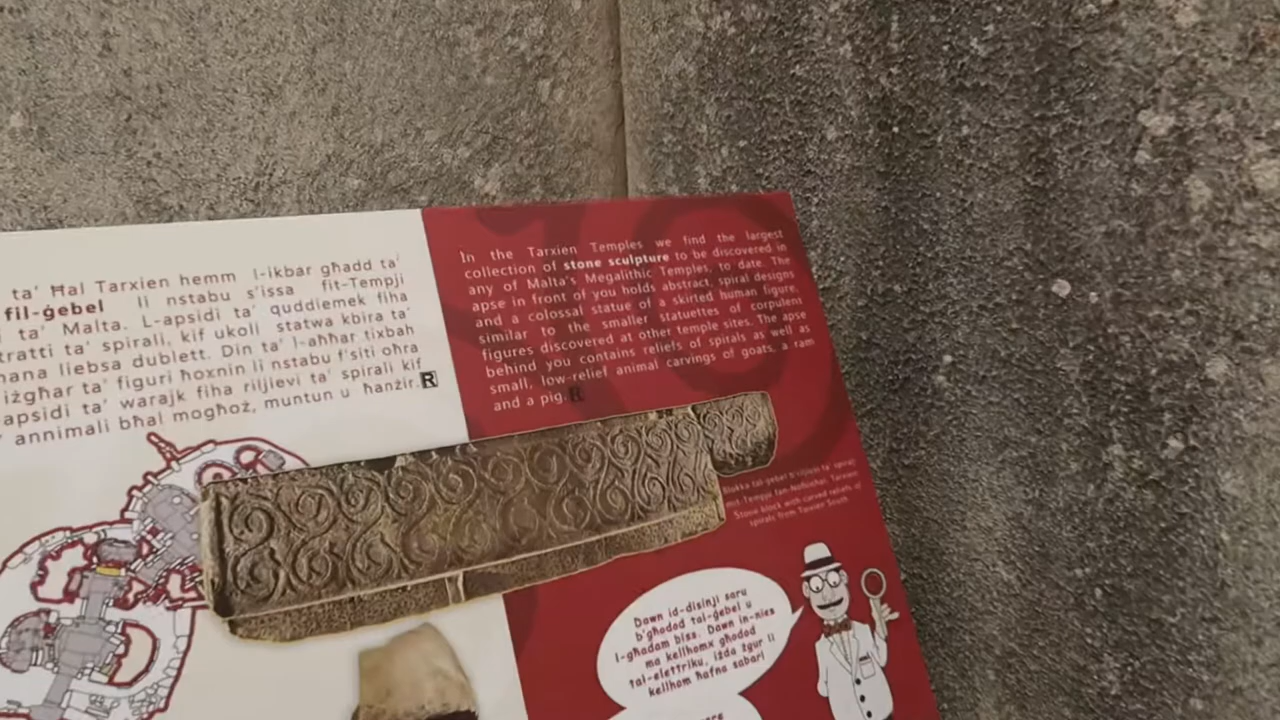 ta' Ħal Tarxien hemm l-ikbar għadd ta'
fil-ġebel li nstabu s'issa fit-Tempji
ta' Malta. L-apsidi ta' quddiemek fiha
ta' spirali, kif ukoll statwa kbira ta'
liebsa dublett. Din ta' l-aħħar tixbah
iżgħar ta' figuri ħoxnin li nstabu f'siti oħra
apsidi ta' warajk fiha riljievi ta' spirali kif
annimali bħal mogħoż, muntun u ħanżir. R
In the Tarxien Temples we find the largest
collection of stone sculpture to be discovered in
any of Malta's Megalithic Temples, to date. The
apse in front of you holds abstract, spiral designs
and a colossal statue of a skirted human figure,
similar to the smaller statuettes of corpulent
figures discovered at other temple sites. The apse
behind you contains reliefs of spirals as well as
small, low-relief animal carvings of goats, a ram
and a pig. R
Stone block with carved reliefs of
spirals from Tarxien South
Dawn id-disinji saru
b'għodod tal-ġebel u
l-għadam biss. Dawn in-nies
ma kellhomx għodod
tal-elettriku, iżda żgur li
kellhom ħafna sabar!